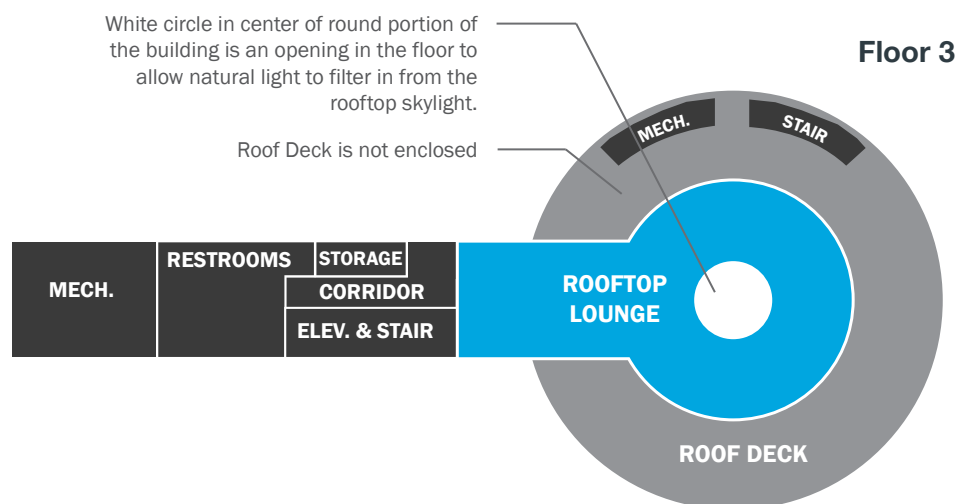 White circle in center of round portion of
the building is an opening in the floor to
allow natural light to filter in from the
rooftop skylight.
Floor 3
Roof Deck is not enclosed
MECH.
STAIR
MECH.
RESTROOMS
STORAGE
CORRIDOR
ELEV. & STAIR
ROOFTOP
LOUNGE
ROOF DECK